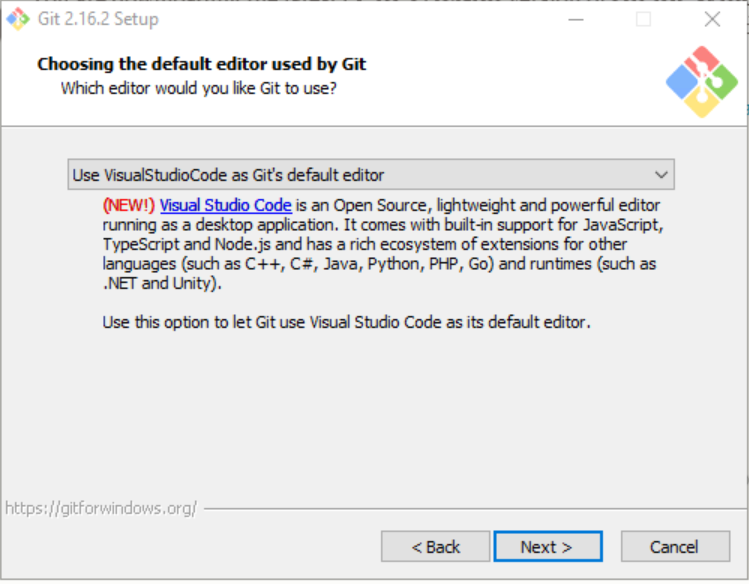 Git 2.16.2 Setup
Choosing the default editor used by Git
Which editor would you like Git to use?
Use VisualStudioCode as Git's default editor
(NEW!) Visual Studio Code is an Open Source, lightweight and powerful editor
running as a desktop application. It comes with built-in support for JavaScript,
TypeScript and Node.js and has a rich ecosystem of extensions for other
languages (such as C++, C#, Java, Python, PHP, Go) and runtimes (such as
.NET and Unity).
Use this option to let Git use Visual Studio Code as its default editor.
https://gitforwindows.org/
< Back
Next >
Cancel